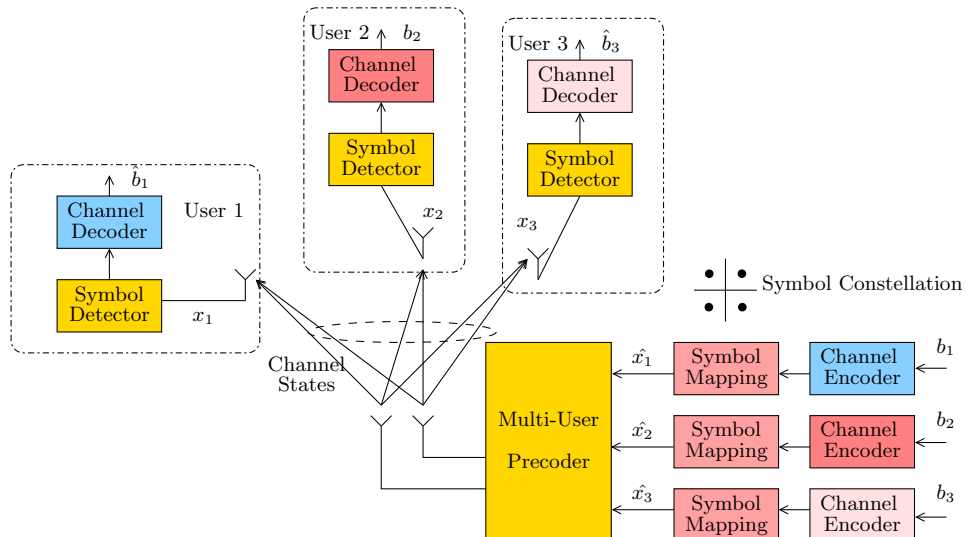 User 2
b₂
User 3
b̂₃
Channel
Decoder
Channel
Decoder
Symbol
Detector
Symbol
Detector
b̂₁
User 1
Channel
Decoder
x₂
x₃
Symbol
Detector
x₁
Symbol Constellation
Channel
States
Multi-User
Precoder
x̂₁
Symbol
Mapping
Channel
Encoder
b₁
x̂₂
Symbol
Mapping
Channel
Encoder
b₂
x̂₃
Symbol
Mapping
Channel
Encoder
b₃